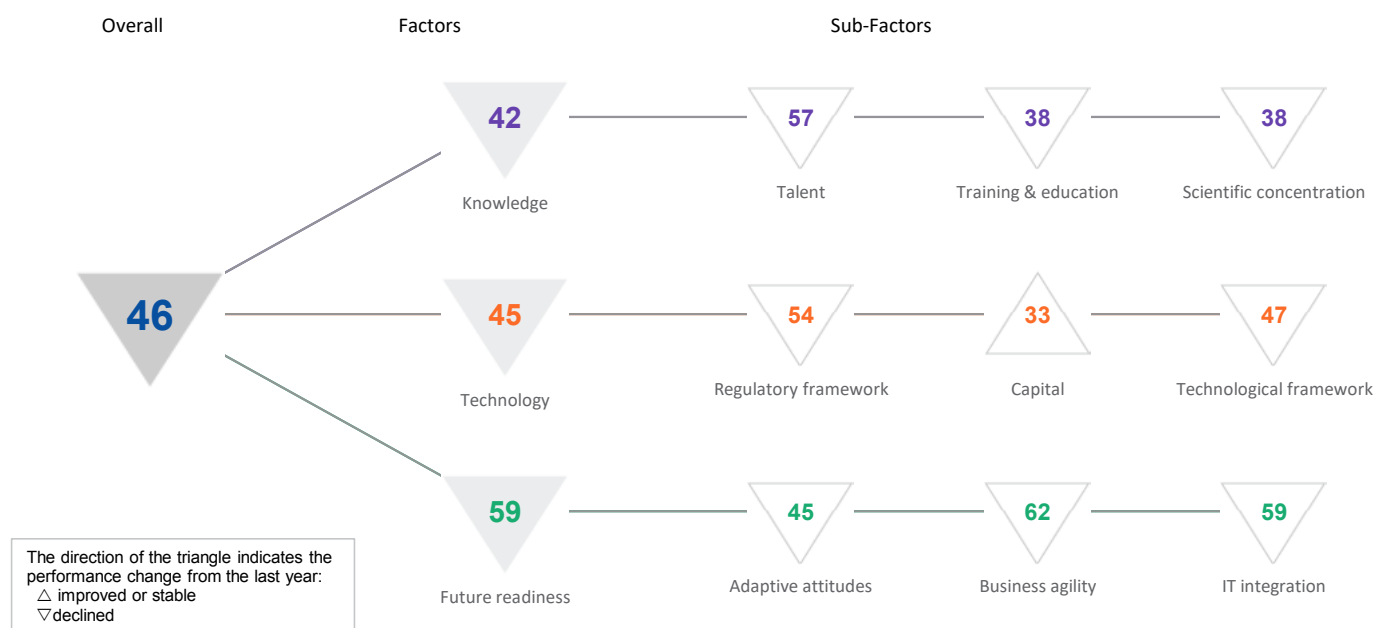 Overall Factors Sub-Factors
42 57 38 38
Knowledge Talent Training & education Scientific concentration
46 45 54 33 47
Technology Regulatory framework Capital Technological framework
59 45 62 59
Future readiness Adaptive attitudes Business agility IT integration
The direction of the triangle indicates the
performance change from the last year:
△ improved or stable
▽declined